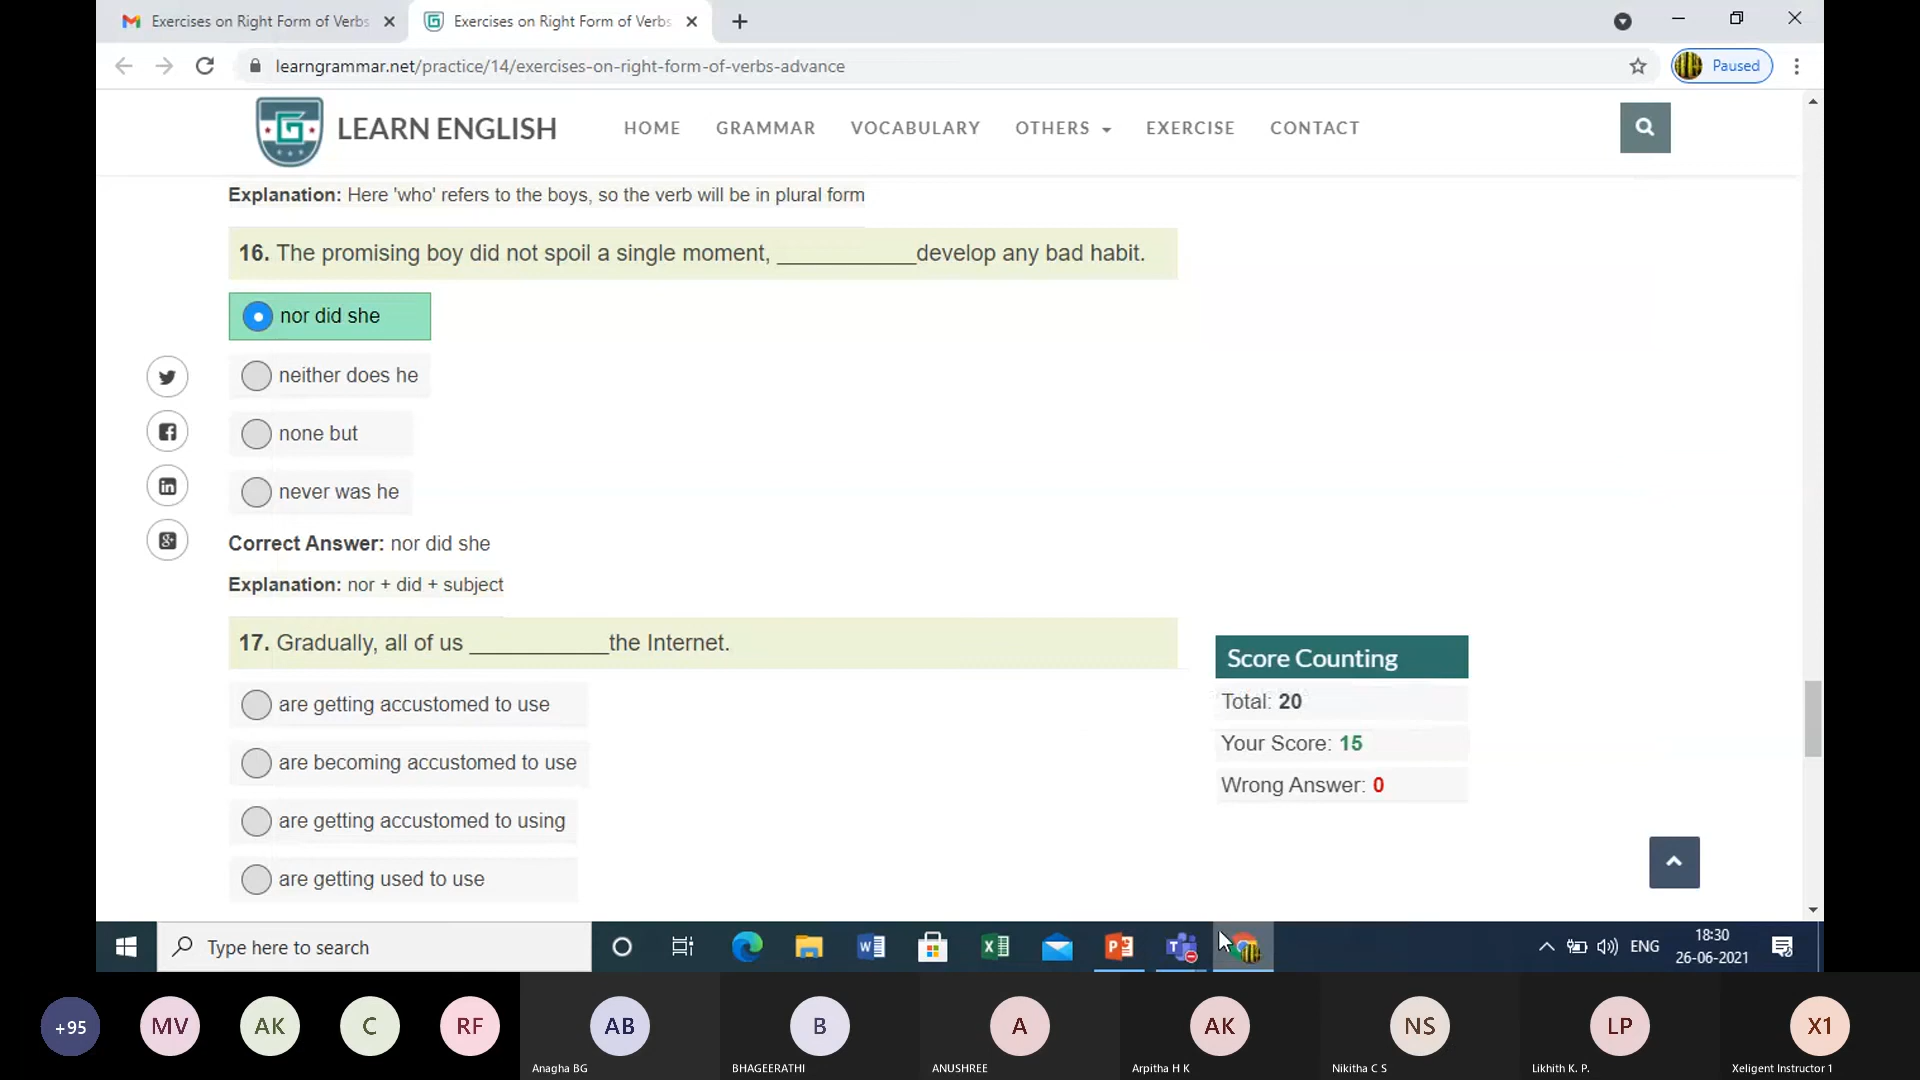 Exercises on Right Form of Verbs
Exercises on Right Form of Verbs
learngrammar.net/practice/14/exercises-on-right-form-of-verbs-advance
Paused
LEARN ENGLISH
HOME GRAMMAR VOCABULARY OTHERS EXERCISE CONTACT
Explanation: Here 'who' refers to the boys, so the verb will be in plural form
16. The promising boy did not spoil a single moment, ___________develop any bad habit.
nor did she
neither does he
none but
never was he
Correct Answer: nor did she
Explanation: nor + did + subject
17. Gradually, all of us ___________the Internet.
are getting accustomed to use
are becoming accustomed to use
are getting accustomed to using
are getting used to use
Score Counting
Total: 20
Your Score: 15
Wrong Answer: 0
Type here to search
ENG
18:30
26-06-2021
+95 MV AK C RF AB B A AK NS LP X1
Anagha BG BHAGEERATHI ANUSHREE Arpitha H K Nikitha C S Likhith K. P. Xeligent Instructor 1